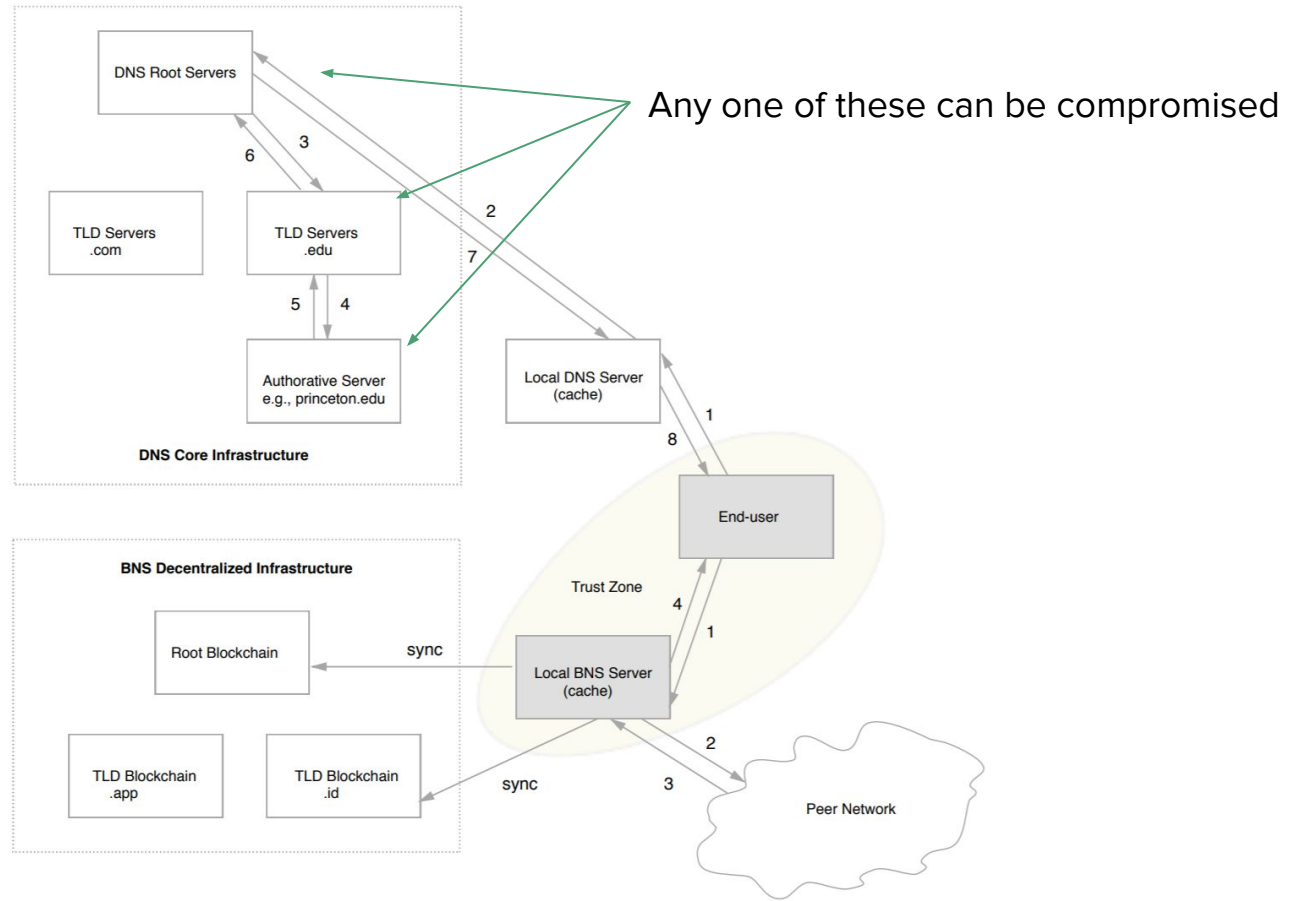 DNS Root Servers
Any one of these can be compromised
3
6
2
TLD Servers
.com
TLD Servers
.edu
7
5
4
Authorative Server
e.g., princeton.edu
Local DNS Server
(cache)
1
8
DNS Core Infrastructure
End-user
BNS Decentralized Infrastructure
Trust Zone
4
1
Root Blockchain
sync
Local BNS Server
(cache)
2
TLD Blockchain
.app
TLD Blockchain
.id
sync
3
Peer Network